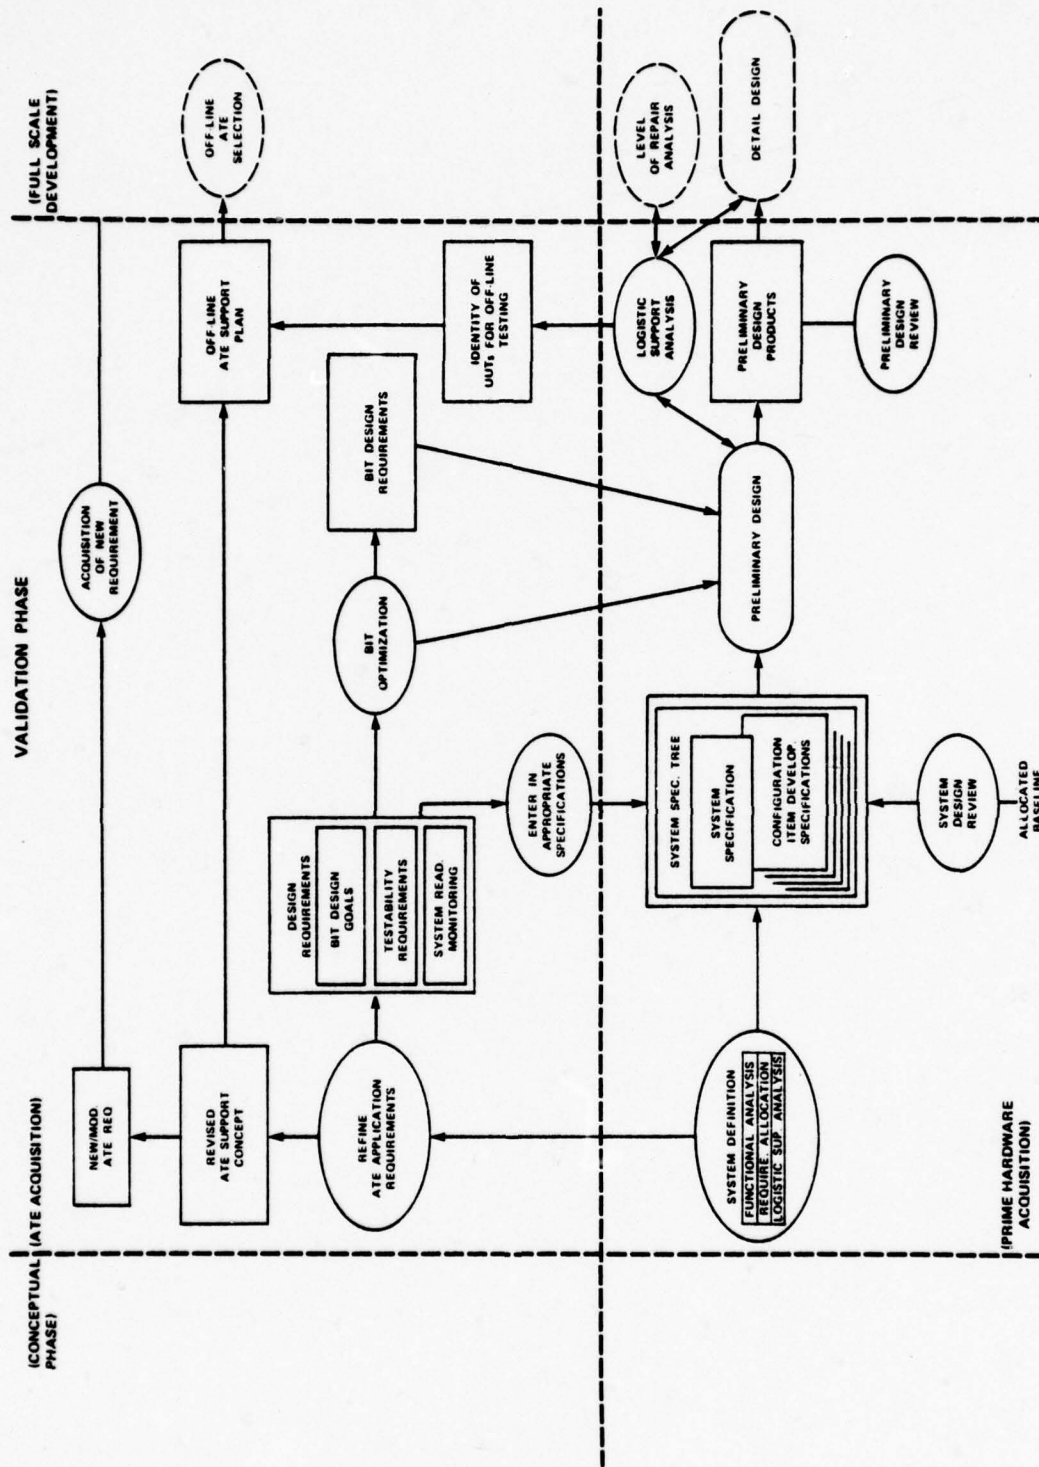 VALIDATION PHASE
(CONCEPTUAL
PHASE)
(ATE ACQUISITION)
(FULL SCALE
DEVELOPMENT)
NEW/MOD.
ATE REQ
ACQUISITION
OF NEW
REQUIREMENT
REVISED
ATE SUPPORT
CONCEPT
OFF-LINE
ATE SUPPORT
PLAN
OFF-LINE
ATE
SELECTION
REFINE
ATE APPLICATION
REQUIREMENTS
DESIGN
REQUIREMENTS
BIT DESIGN
GOALS
TESTABILITY
REQUIREMENTS
SYSTEM READ.
MONITORING
BIT
OPTIMIZATION
BIT DESIGN
REQUIREMENTS
IDENTITY OF
UUTs FOR OFF-LINE
TESTING
ENTER IN
APPROPRIATE
SPECIFICATIONS
SYSTEM DEFINITION
FUNCTIONAL ANALYSIS
REQUIRE. ALLOCATION
LOGISTIC SUP. ANALYSIS
SYSTEM SPEC. TREE
SYSTEM
SPECIFICATION
CONFIGURATION
ITEM DEVELOP.
SPECIFICATIONS
PRELIMINARY DESIGN
LOGISTIC
SUPPORT
ANALYSIS
LEVEL
OF REPAIR
ANALYSIS
PRELIMINARY
DESIGN
PRODUCTS
DETAIL DESIGN
PRELIMINARY
DESIGN
REVIEW
SYSTEM
DESIGN
REVIEW
ALLOCATED
BASELINE
(PRIME HARDWARE
ACQUISITION)